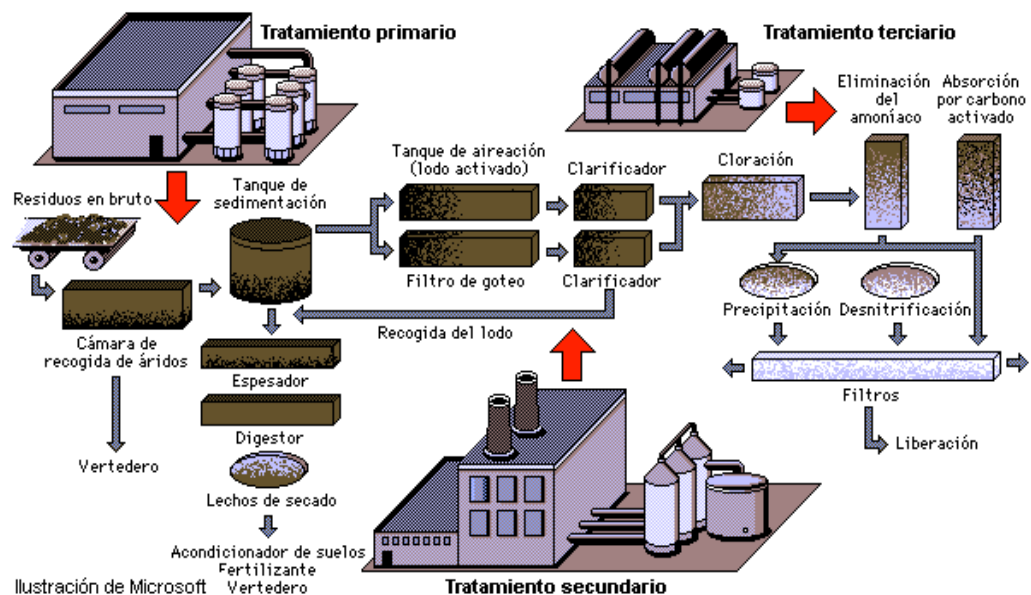 Tratamiento primario
Tratamiento terciario
Eliminación
del
amoníaco
Absorción
por carbono
activado
Residuos en bruto
Tanque de
sedimentación
Tanque de aireación
(lodo activado)
Clarificador
Cloración
Filtro de goteo
Clarificador
Recogida del lodo
Cámara de
recogida de áridos
Precipitación
Desnitrificación
Espesador
Filtros
Digestor
Liberación
Vertedero
Lechos de secado
Acondicionador de suelos
Fertilizante
Vertedero
Ilustración de Microsoft
Tratamiento secundario